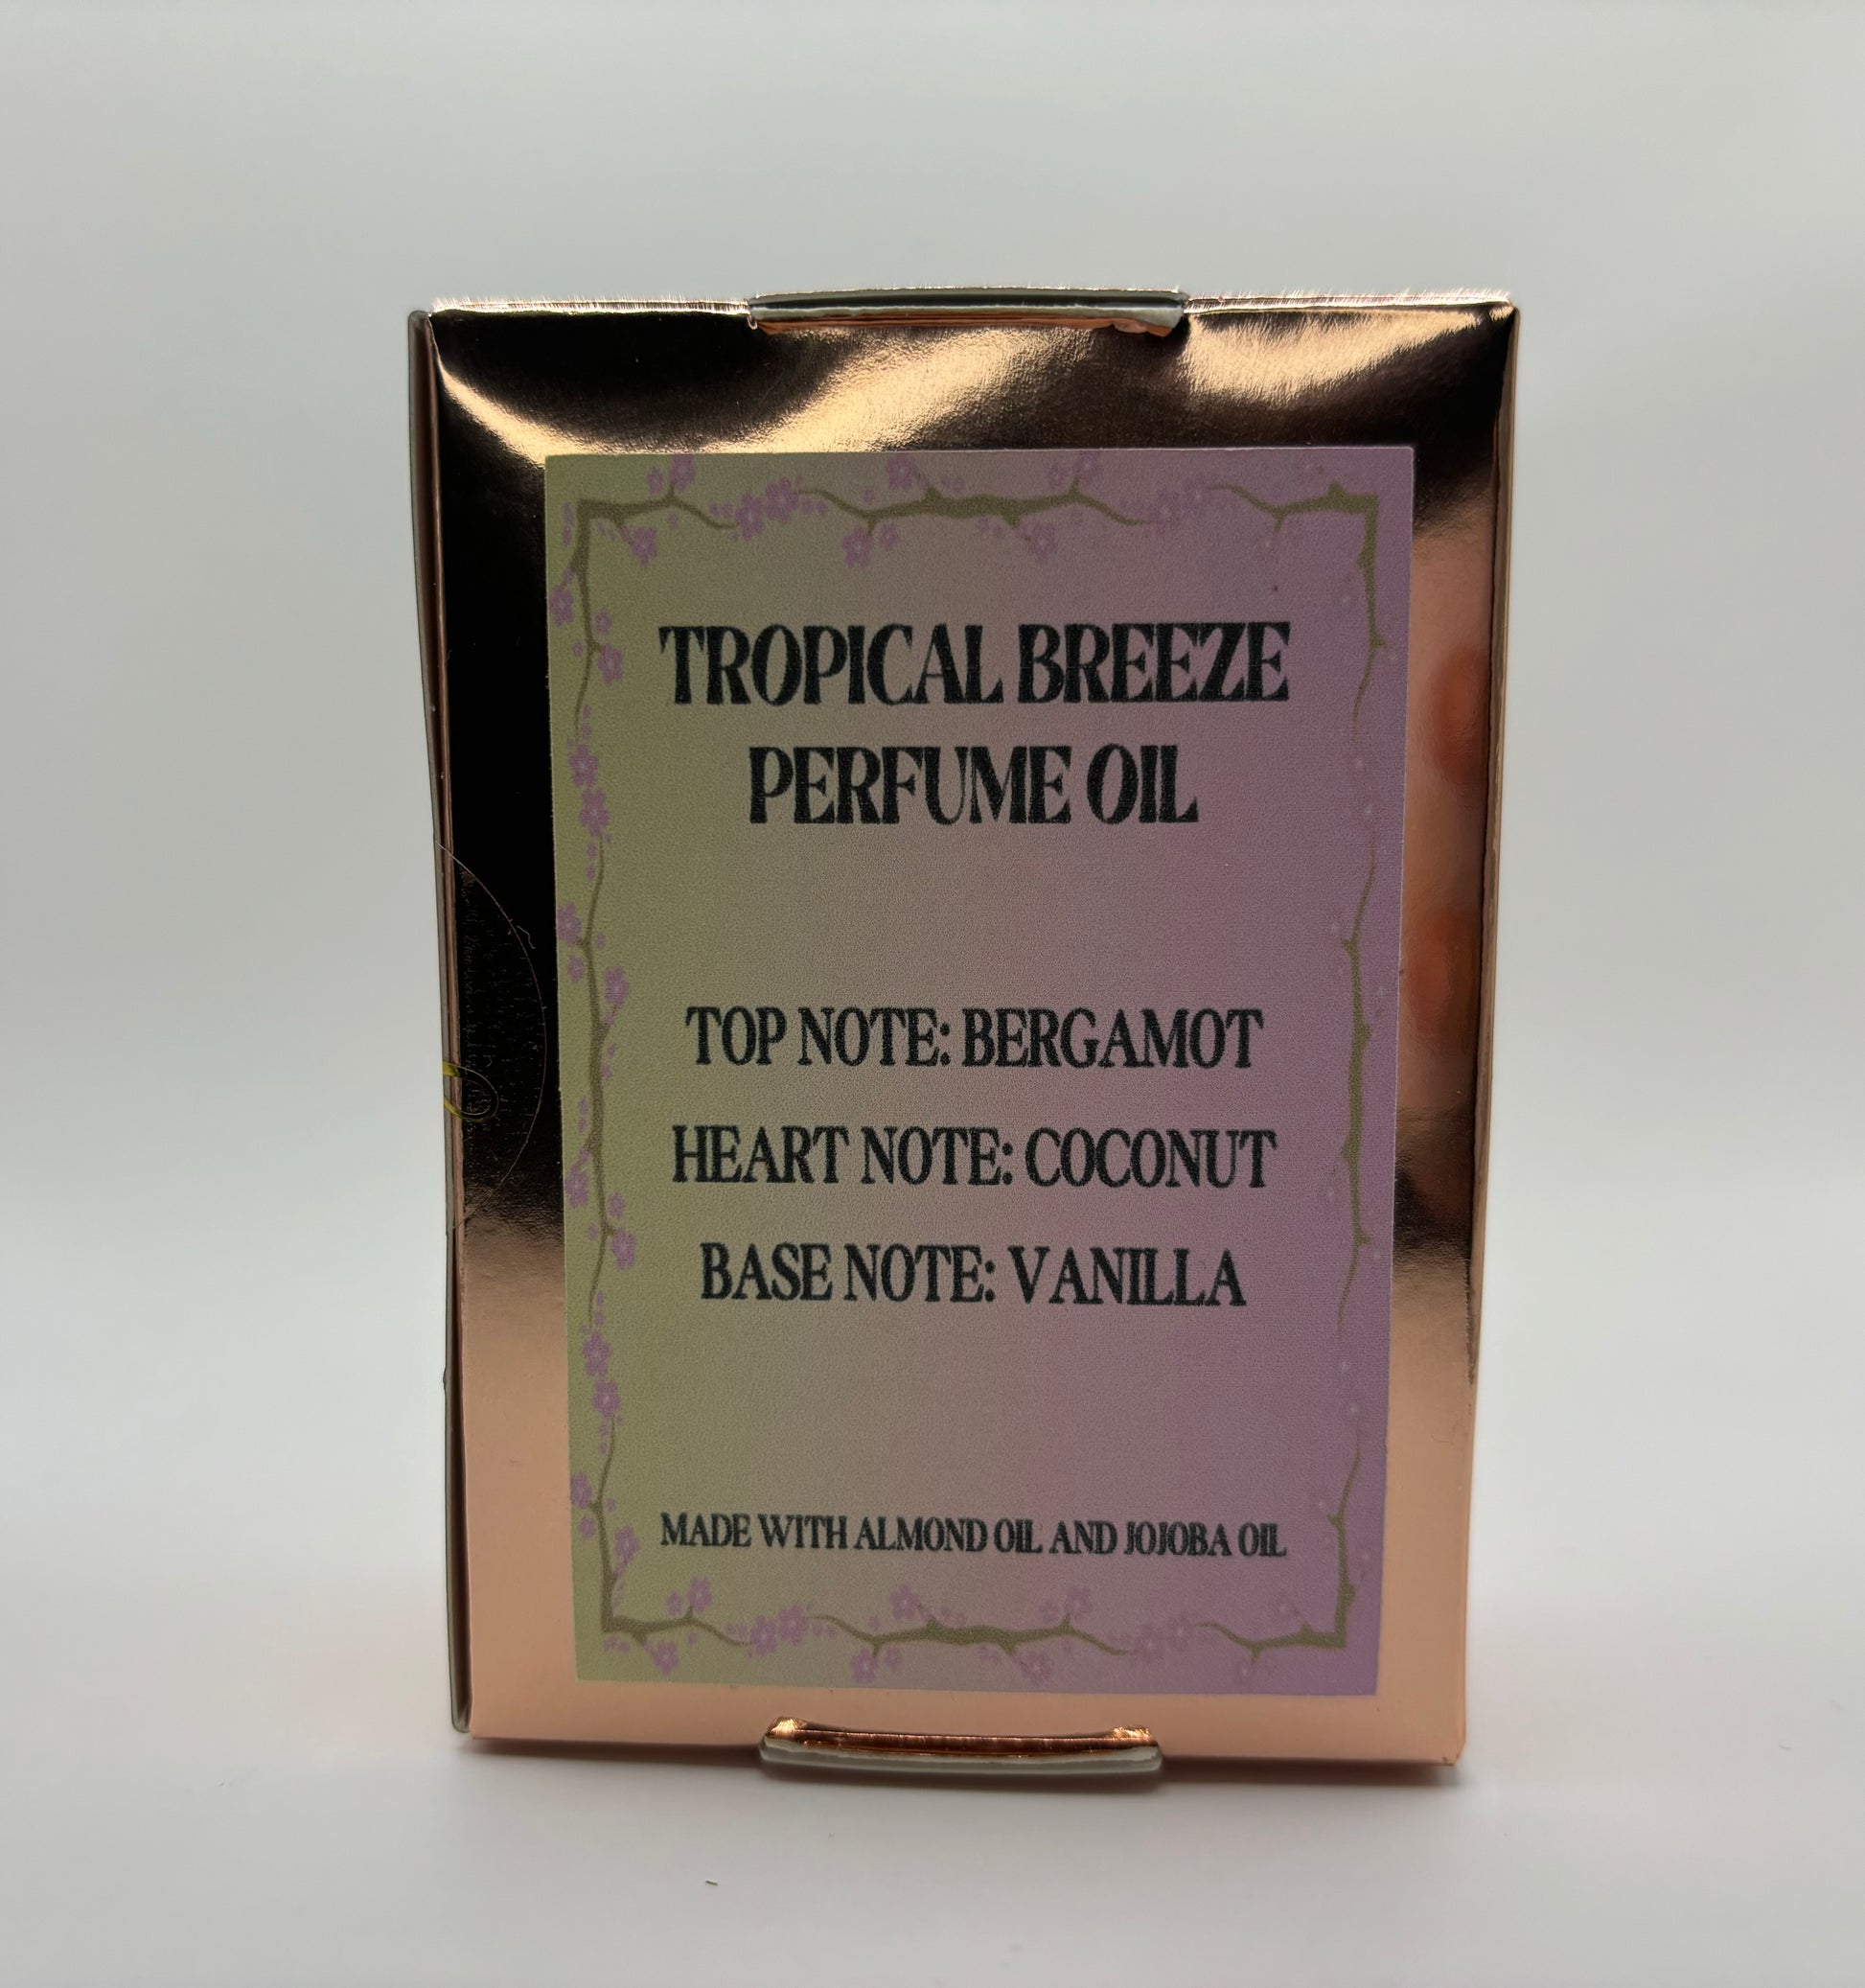 TROPICAL BREEZE
PERFUME OIL
TOP NOTE: BERGAMOT
HEART NOTE: COCONUT
BASE NOTE: VANILLA
MADE WITH ALMOND OIL AND JOJOBA OIL